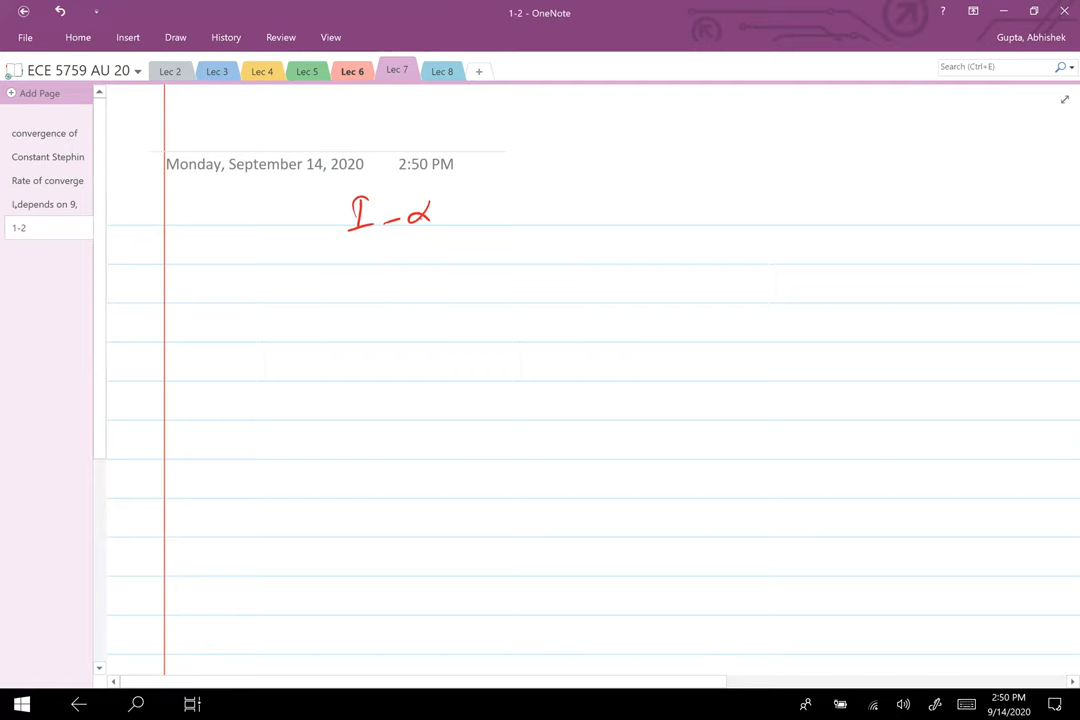 1-2 - OneNote
File Home Insert Draw History Review View
Gupta, Abhishek
ECE 5759 AU 20
Lec 2 Lec 3 Lec 4 Lec 5 Lec 6 Lec 7 Lec 8
Search (Ctrl+E)
Add Page
convergence of
Constant Stephin
Rate of converge
I,depends on 9,
1-2
Monday, September 14, 2020 2:50 PM
I - α
2:50 PM
9/14/2020